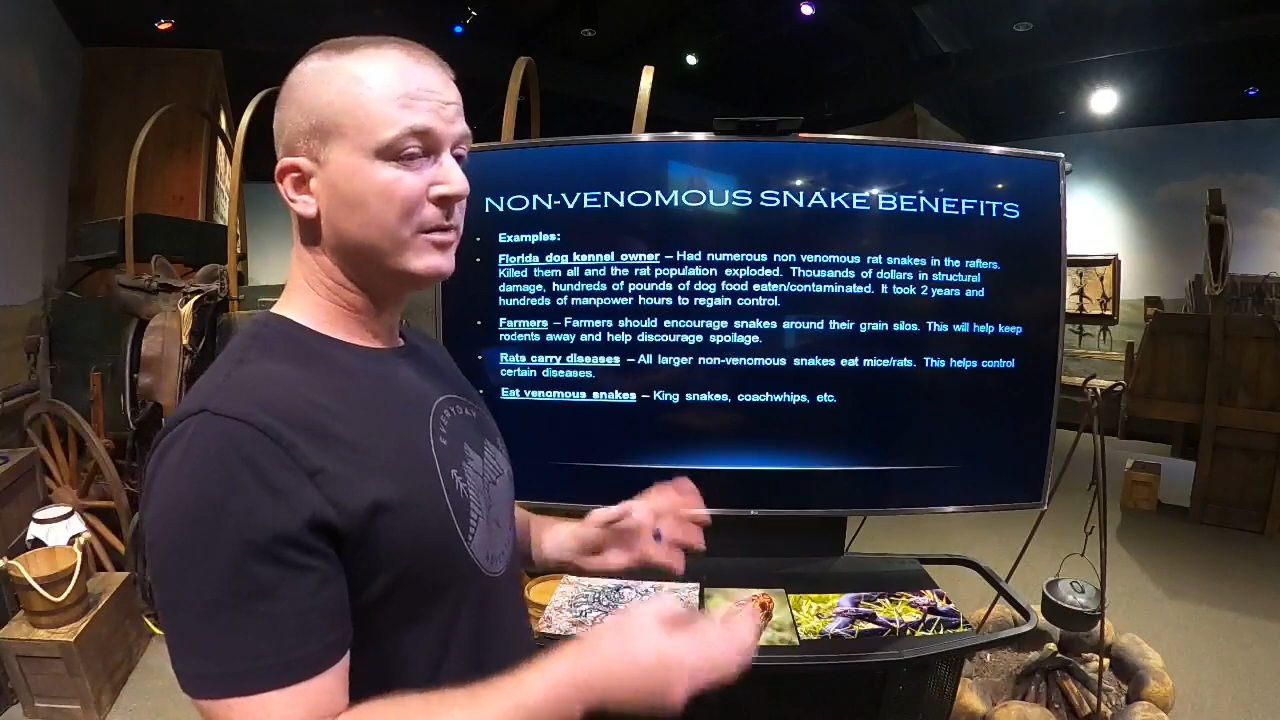 NON-VENOMOUS SNAKE BENEFITS
Examples:
Florida dog kennel owner – Had numerous non venomous rat snakes in the rafters.
Killed them all and the rat population exploded. Thousands of dollars in structural
damage, hundreds of pounds of dog food eaten/contaminated. It took 2 years and
hundreds of manpower hours to regain control.
Farmers – Farmers should encourage snakes around their grain silos. This will help keep
rodents away and help discourage spoilage.
Rats carry diseases – All larger non-venomous snakes eat mice/rats. This helps control
certain diseases.
Eat venomous snakes – King snakes, coachwhips, etc.
EVERYDAY